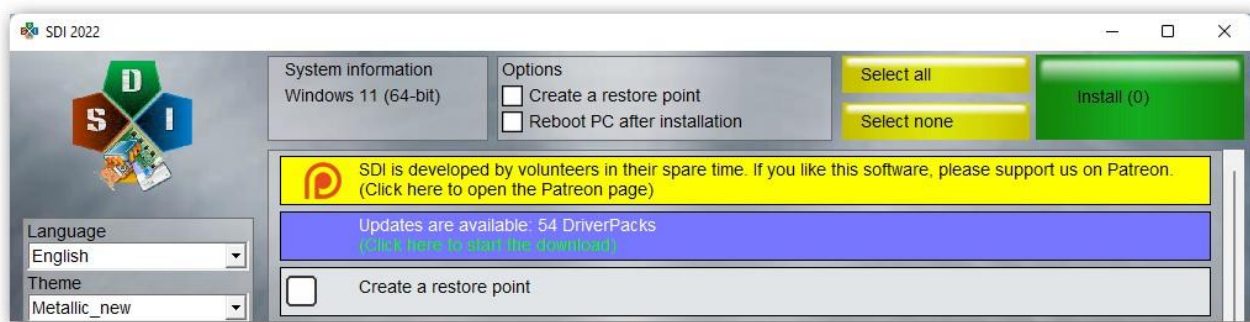 SDI 2022
S D I
System information
Windows 11 (64-bit)
Options
Create a restore point
Reboot PC after installation
Select all
Select none
Install (0)
SDI is developed by volunteers in their spare time. If you like this software, please support us on Patreon.
(Click here to open the Patreon page)
Updates are available: 54 DriverPacks
(Click here to start the download)
Create a restore point
Language
English
Theme
Metallic_new